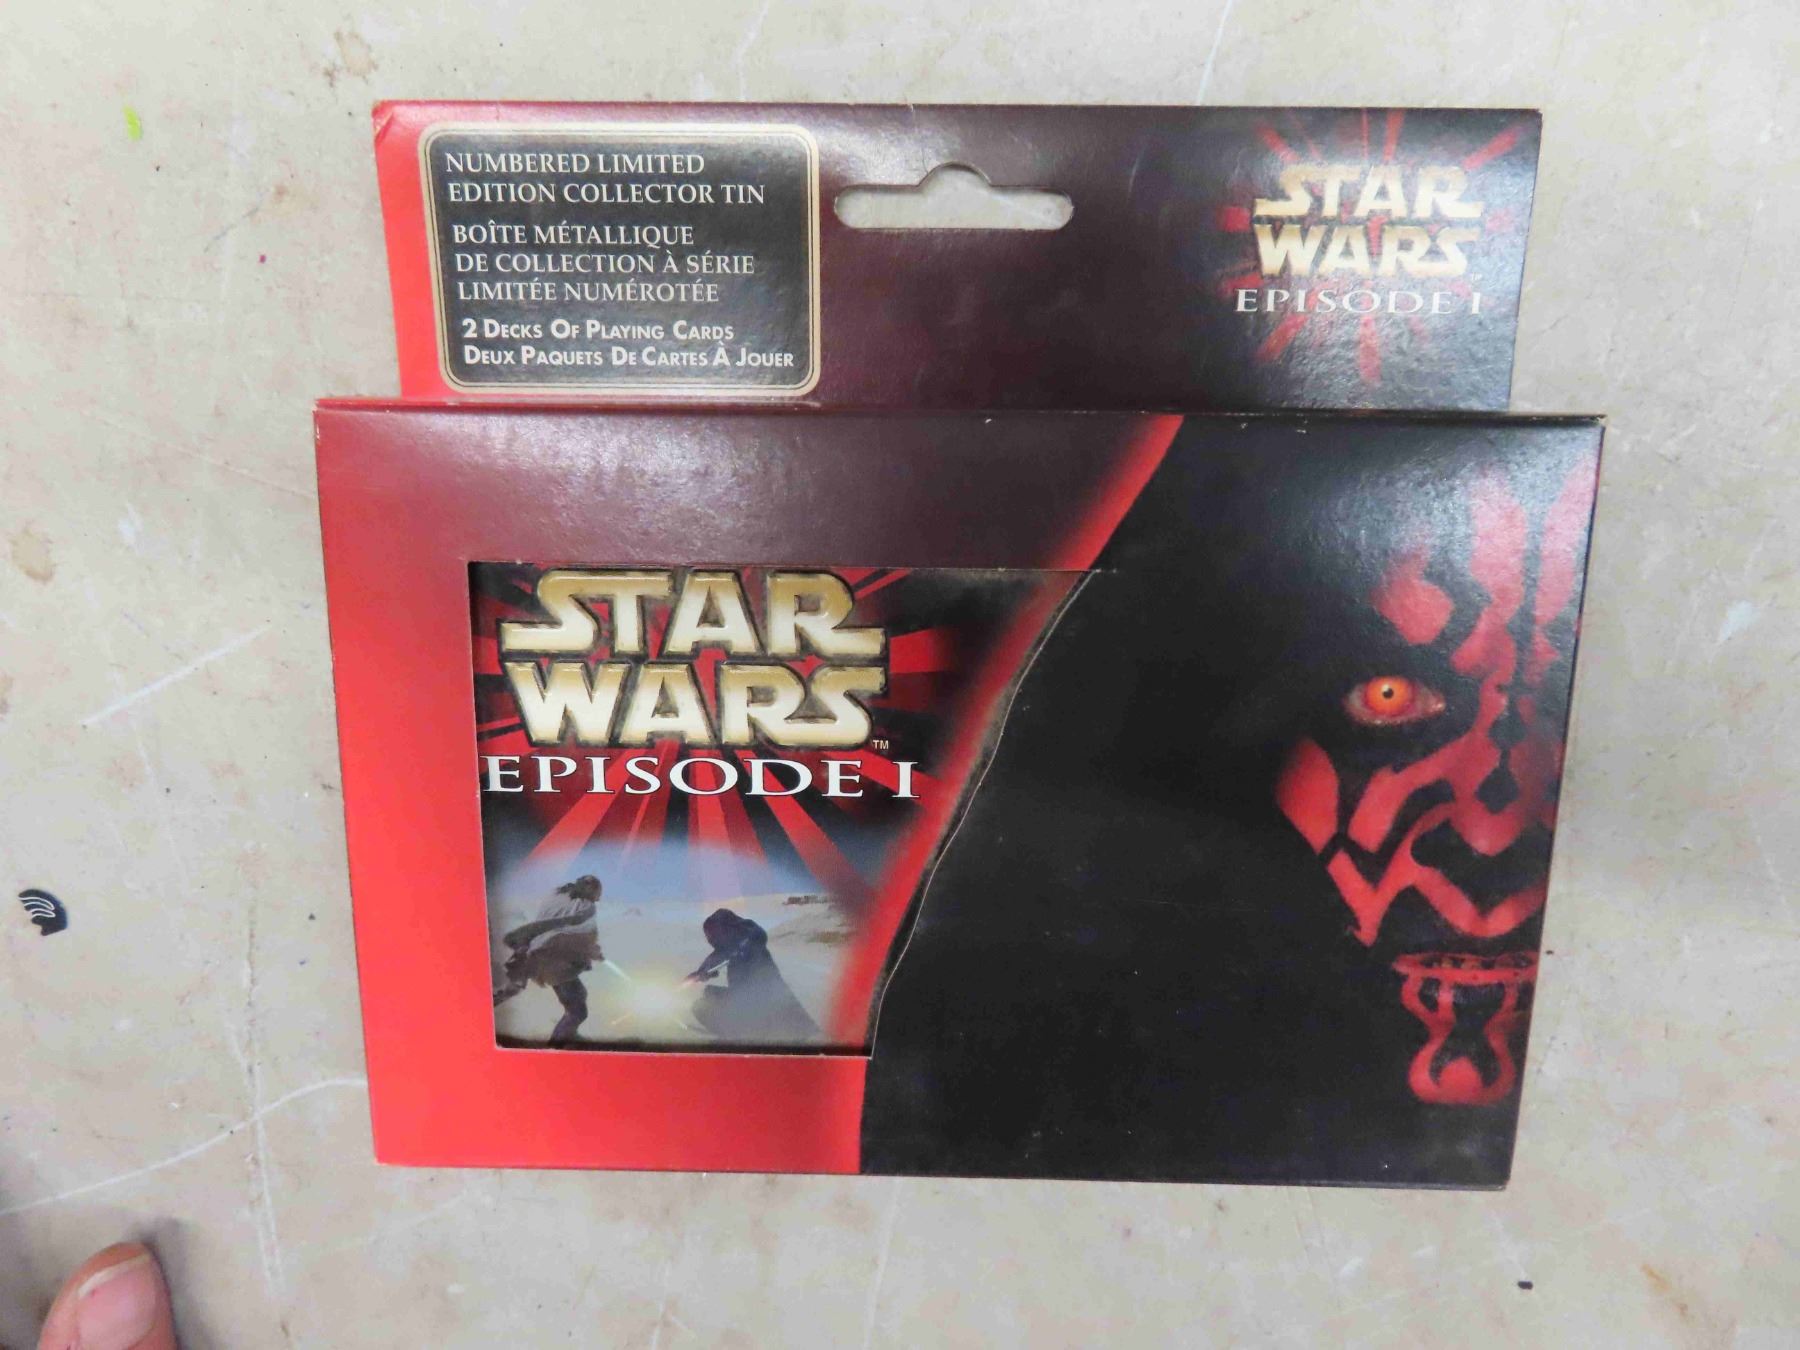 NUMBERED LIMITED
EDITION COLLECTOR TIN
BOÎTE MÉTALLIQUE
DE COLLECTION À SÉRIE
LIMITÉE NUMÉROTÉE
2 DECKS OF PLAYING CARDS
DEUX PAQUETS DE CARTES À JOUER
STAR
WARS
EPISODE I
STAR
WARS™
EPISODE I